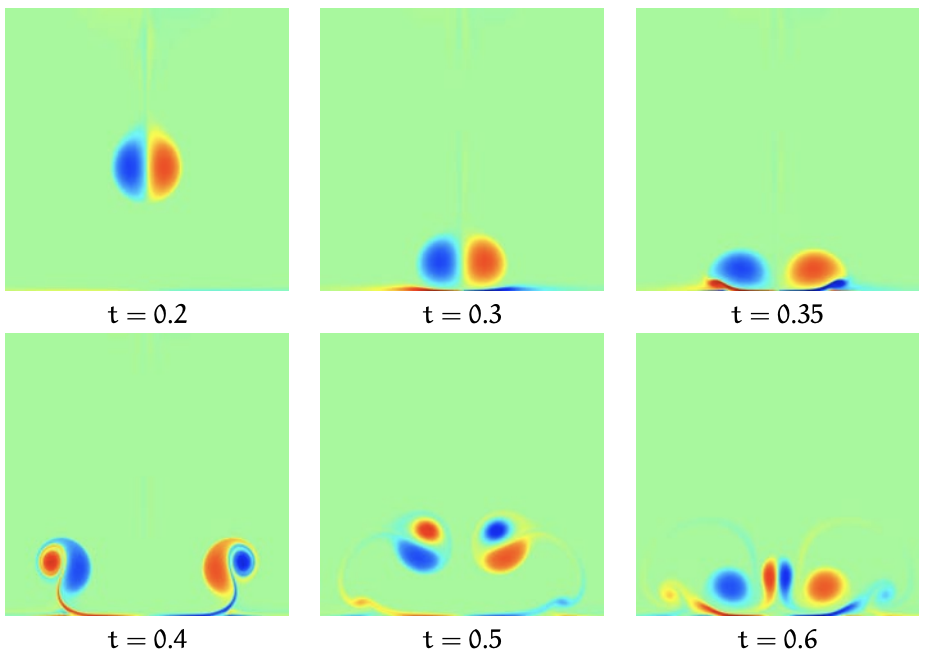 t = 0.2
t = 0.3
t = 0.35
t = 0.4
t = 0.5
t = 0.6